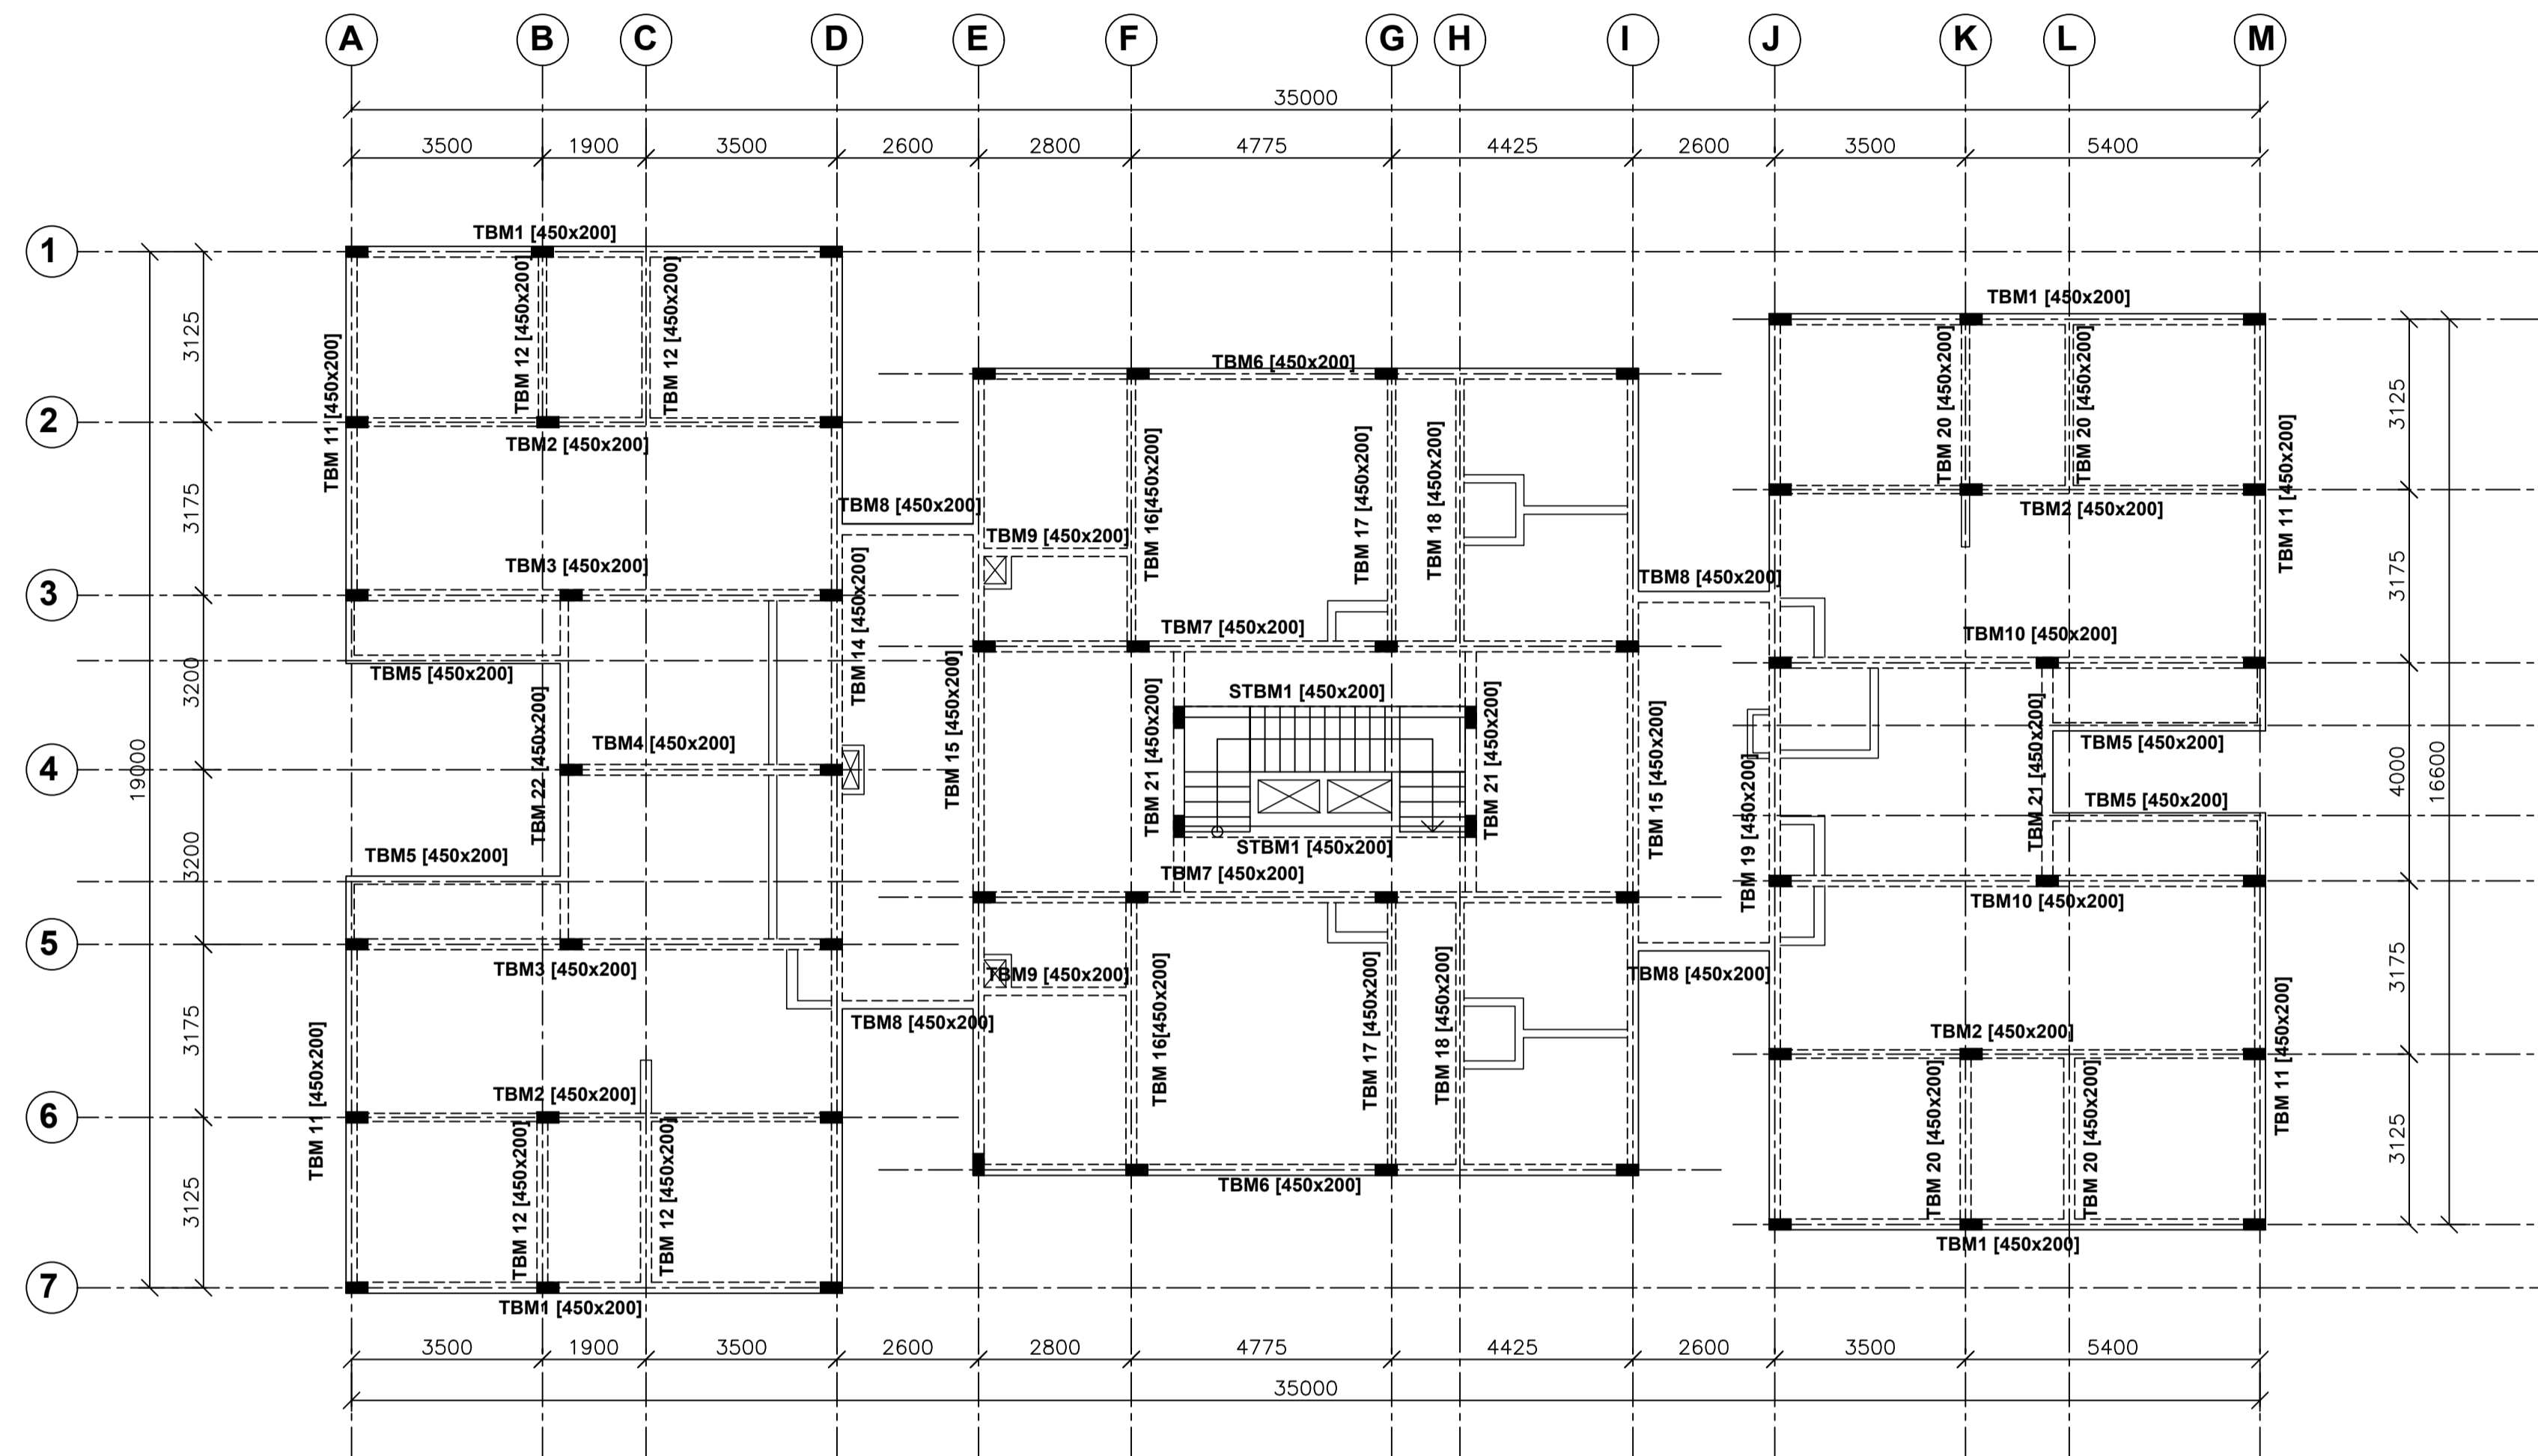 A B C D E F G H I J K L M
35000
3500 1900 3500 2600 2800 4775 4425 2600 3500 5400
1
TBM1 [450x200]
TBM 12 [450x200]
TBM 12 [450x200]
3125
TBM 11 [450x200]
TBM1 [450x200]
TBM6 [450x200]
TBM 20 [450x200]
TBM 20 [450x200]
3125
2
TBM2 [450x200]
TBM 16[450x200]
TBM 17 [450x200]
TBM 18 [450x200]
TBM 11 [450x200]
3175
TBM8 [450x200]
TBM2 [450x200]
TBM9 [450x200]
TBM3 [450x200]
TBM8 [450x200]
3175
3
TBM 14 [450x200]
TBM7 [450x200]
TBM10 [450x200]
3200
TBM5 [450x200]
TBM 22 [450x200]
TBM 15 [450x200]
TBM 21 [450x200]
STBM1 [450x200]
TBM 21 [450x200]
TBM 15 [450x200]
TBM 21 [450x200]
TBM4 [450x200]
TBM5 [450x200]
19000
4
4000
16600
TBM 19 [450x200]
TBM5 [450x200]
3200
TBM5 [450x200]
STBM1 [450x200]
TBM7 [450x200]
TBM10 [450x200]
5
TBM3 [450x200]
TBM9 [450x200]
TBM8 [450x200]
3175
TBM8 [450x200]
3175
TBM 11 [450x200]
TBM 16[450x200]
TBM 17 [450x200]
TBM 18 [450x200]
TBM2 [450x200]
TBM 11 [450x200]
6
TBM2 [450x200]
TBM 12 [450x200]
TBM 12 [450x200]
TBM 20 [450x200]
TBM 20 [450x200]
3125
3125
TBM6 [450x200]
TBM1 [450x200]
7
TBM1 [450x200]
3500 1900 3500 2600 2800 4775 4425 2600 3500 5400
35000